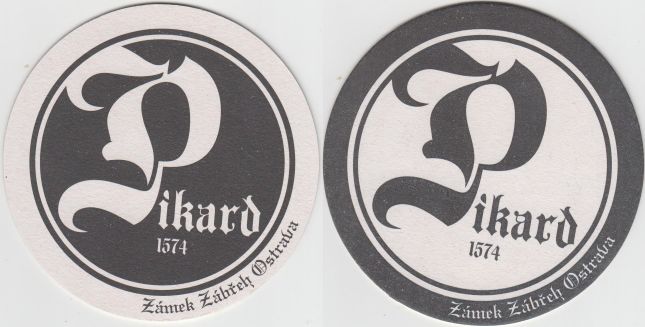 Pikard
1574
Zámek Zábřeh Ostrava
Pikard
1574
Zámek Zábřeh Ostrava